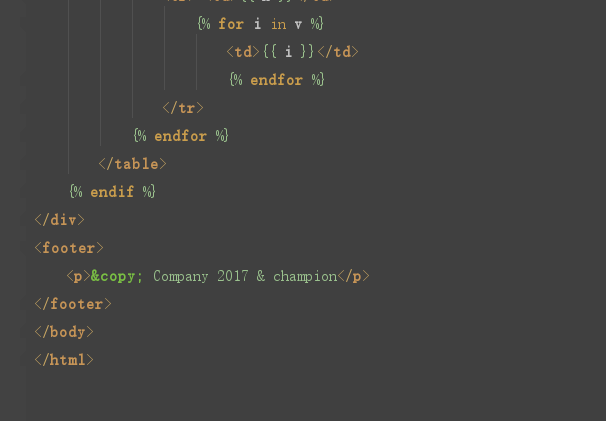 {% for i in v %}
<td>{{ i }}</td>
{% endfor %}
</tr>
{% endfor %}
</table>
{% endif %}
</div>
<footer>
<p>&copy; Company 2017 & champion</p>
</footer>
</body>
</html>